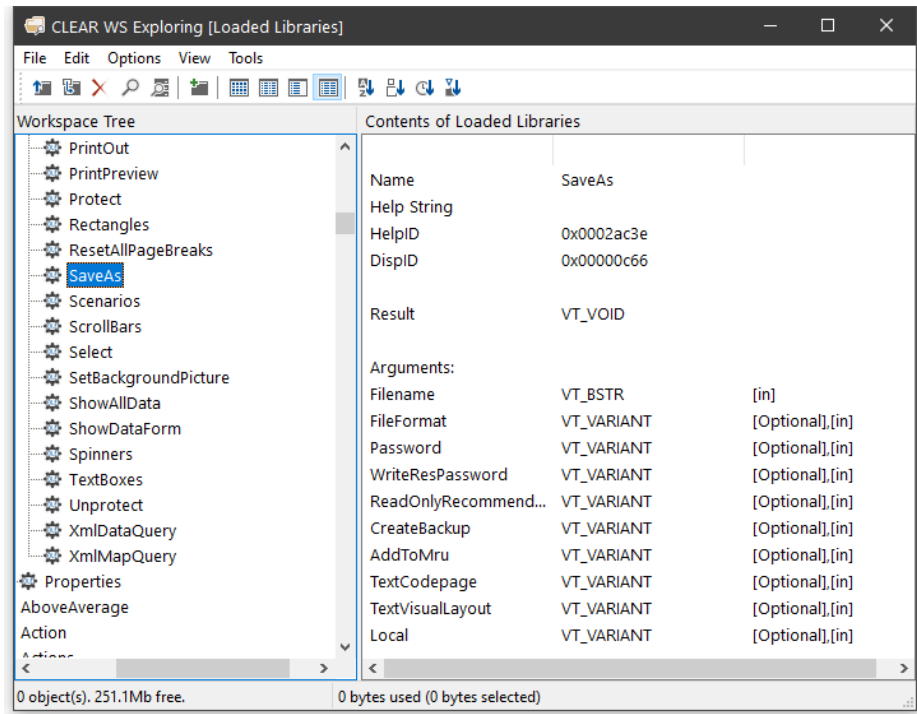 CLEAR WS Exploring [Loaded Libraries]
File Edit Options View Tools
Workspace Tree
PrintOut
PrintPreview
Protect
Rectangles
ResetAllPageBreaks
SaveAs
Scenarios
ScrollBars
Select
SetBackgroundPicture
ShowAllData
ShowDataForm
Spinners
TextBoxes
Unprotect
XmlDataQuery
XmlMapQuery
Properties
AboveAverage
Action
Actions
Contents of Loaded Libraries
Name SaveAs
Help String
HelpID 0x0002ac3e
DispID 0x00000c66
Result VT_VOID
Arguments:
Filename VT_BSTR [in]
FileFormat VT_VARIANT [Optional],[in]
Password VT_VARIANT [Optional],[in]
WriteResPassword VT_VARIANT [Optional],[in]
ReadOnlyRecommend... VT_VARIANT [Optional],[in]
CreateBackup VT_VARIANT [Optional],[in]
AddToMru VT_VARIANT [Optional],[in]
TextCodepage VT_VARIANT [Optional],[in]
TextVisualLayout VT_VARIANT [Optional],[in]
Local VT_VARIANT [Optional],[in]
0 object(s). 251.1Mb free. 0 bytes used (0 bytes selected)